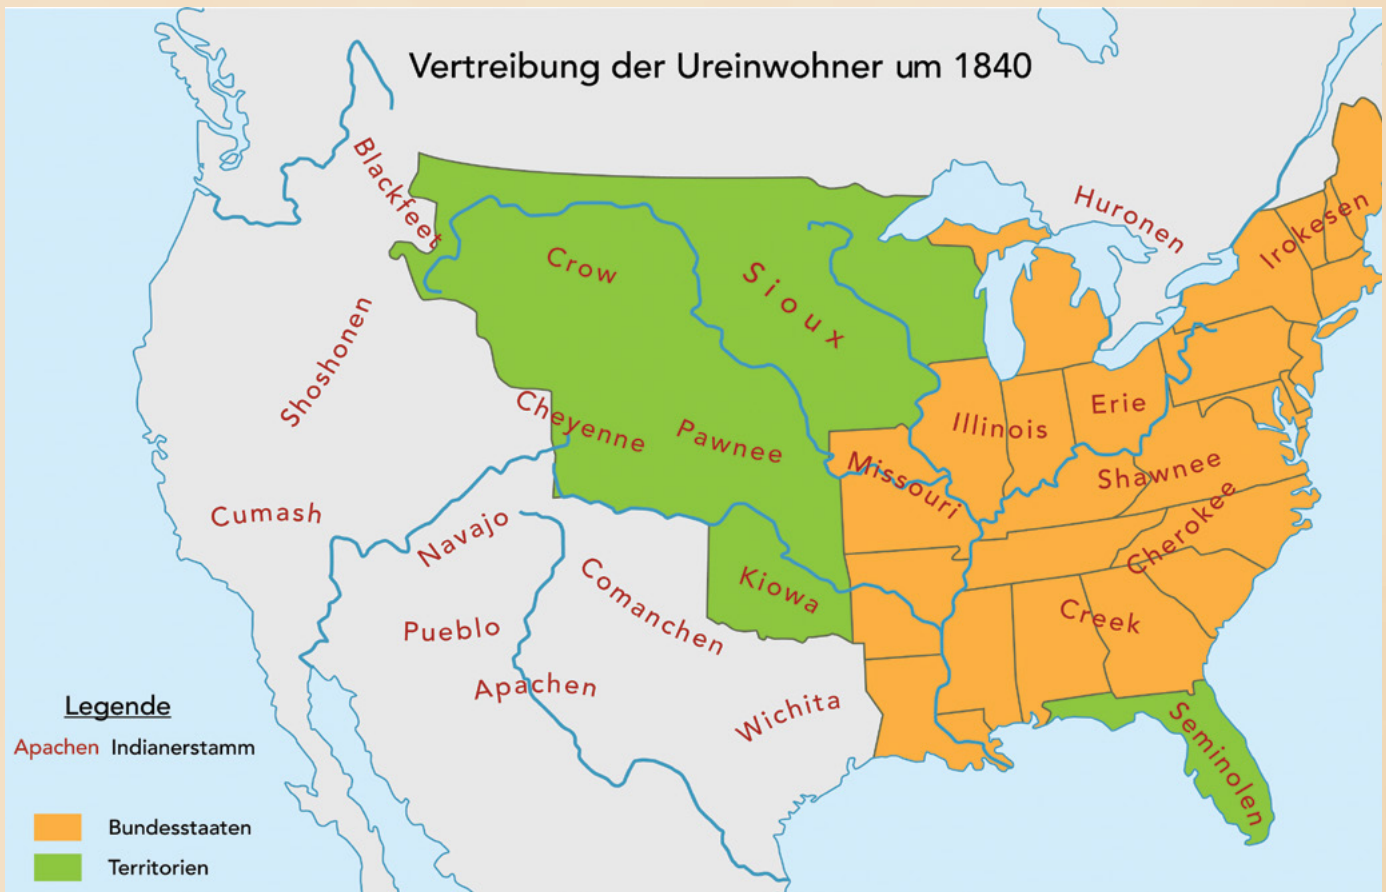 Vertreibung der Ureinwohner um 1840
Blackfeet
Huronen
Irokesen
Crow
Sioux
Shoshonen
Erie
Illinois
Cheyenne
Pawnee
Missouri
Shawnee
Cherokee
Cumash
Navajo
Comanchen
Kiowa
Creek
Pueblo
Apachen
Wichita
Seminolen
Legende
Apachen Indianerstamm
Bundesstaaten
Territorien